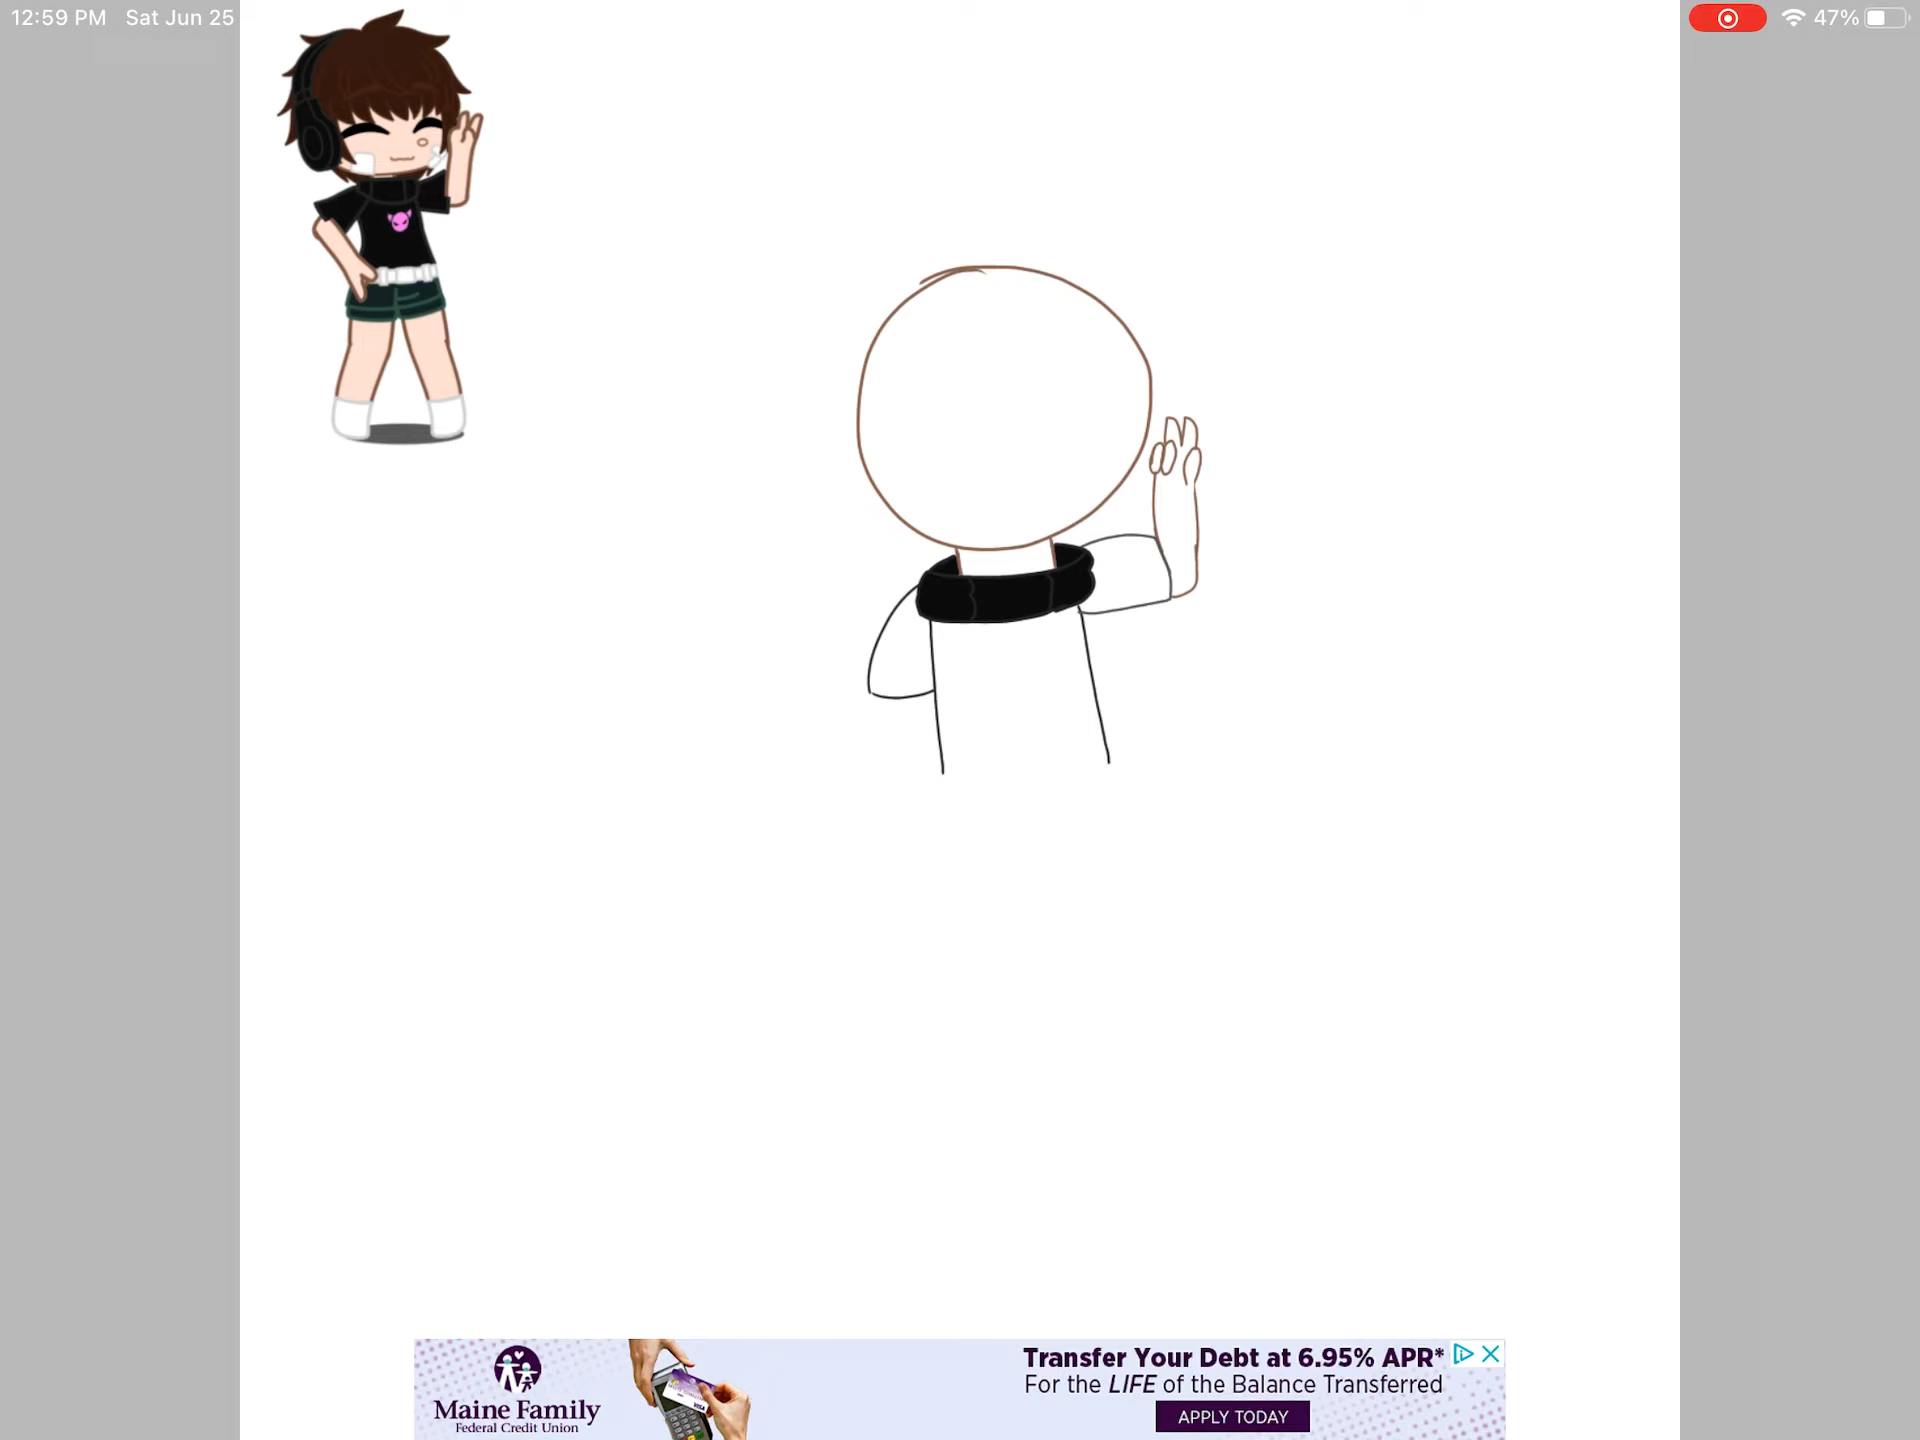 12:59 PM Sat Jun 25
47%
Transfer Your Debt at 6.95% APR*
For the LIFE of the Balance Transferred
APPLY TODAY
Maine Family
Federal Credit Union
VISA